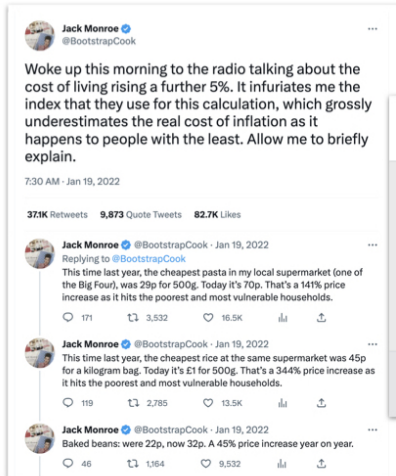 Jack Monroe
@BootstrapCook
Woke up this morning to the radio talking about the
cost of living rising a further 5%. It infuriates me the
index that they use for this calculation, which grossly
underestimates the real cost of inflation as it
happens to people with the least. Allow me to briefly
explain.
7:30 AM · Jan 19, 2022
37.1K Retweets 9,873 Quote Tweets 82.7K Likes
Jack Monroe @BootstrapCook · Jan 19, 2022
Replying to @BootstrapCook
This time last year, the cheapest pasta in my local supermarket (one of
the Big Four), was 29p for 500g. Today it's 70p. That's a 141% price
increase as it hits the poorest and most vulnerable households.
171 3,532 16.5K
Jack Monroe @BootstrapCook · Jan 19, 2022
This time last year, the cheapest rice at the same supermarket was 45p
for a kilogram bag. Today it's £1 for 500g. That's a 344% price increase as
it hits the poorest and most vulnerable households.
119 2,785 13.5K
Jack Monroe @BootstrapCook · Jan 19, 2022
Baked beans: were 22p, now 32p. A 45% price increase year on year.
46 1,164 9,532